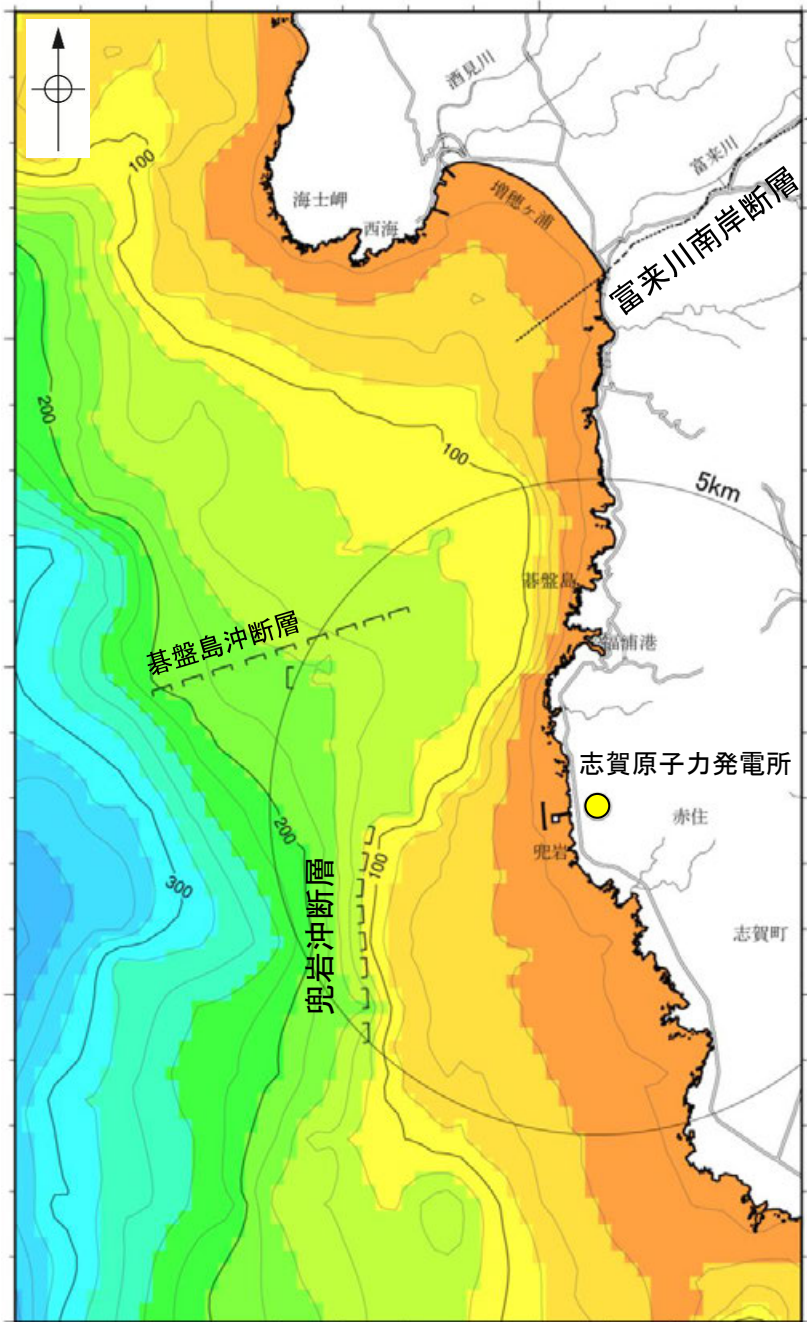 酒見川
100
富来川
海士岬
増穂ヶ浦
西海
富来川南岸断層
200
100
5km
碁盤島
碁盤島沖断層
福浦港
志賀原子力発電所
200
赤住
100
兜岩
300
兜岩沖断層
志賀町